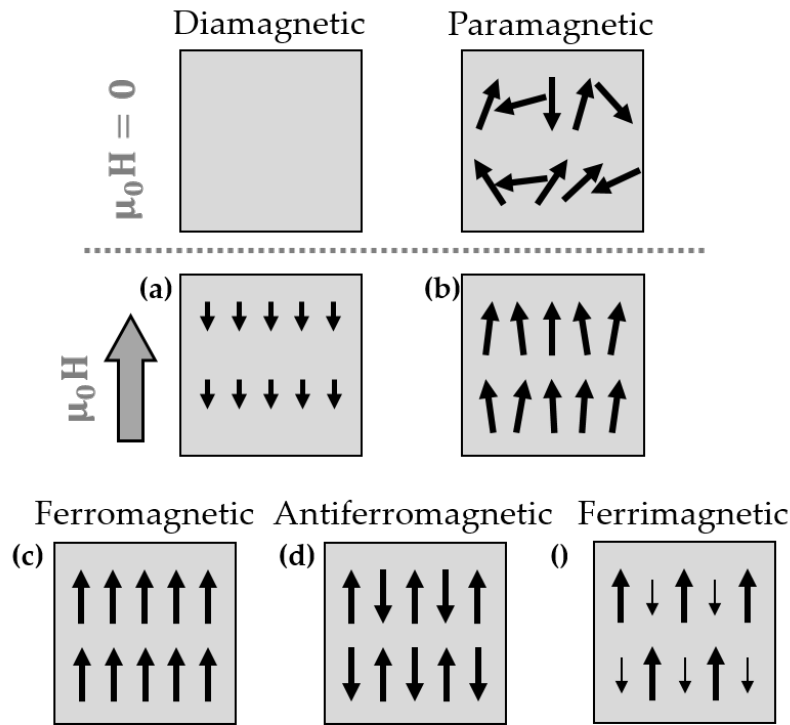 Diamagnetic
Paramagnetic
μ₀H = 0
(a)
(b)
μ₀H
Ferromagnetic
Antiferromagnetic
Ferrimagnetic
(c)
(d)
()